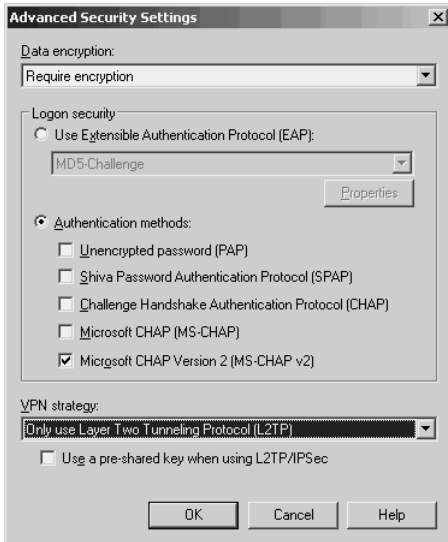 Advanced Security Settings
Data encryption:
Require encryption
Logon security
Use Extensible Authentication Protocol (EAP):
MD5-Challenge
Properties
Authentication methods:
Unencrypted password (PAP)
Shiva Password Authentication Protocol (SPAP)
Challenge Handshake Authentication Protocol (CHAP)
Microsoft CHAP (MS-CHAP)
Microsoft CHAP Version 2 (MS-CHAP v2)
VPN strategy:
Only use Layer Two Tunneling Protocol (L2TP)
Use a pre-shared key when using L2TP/IPSec
OK Cancel Help